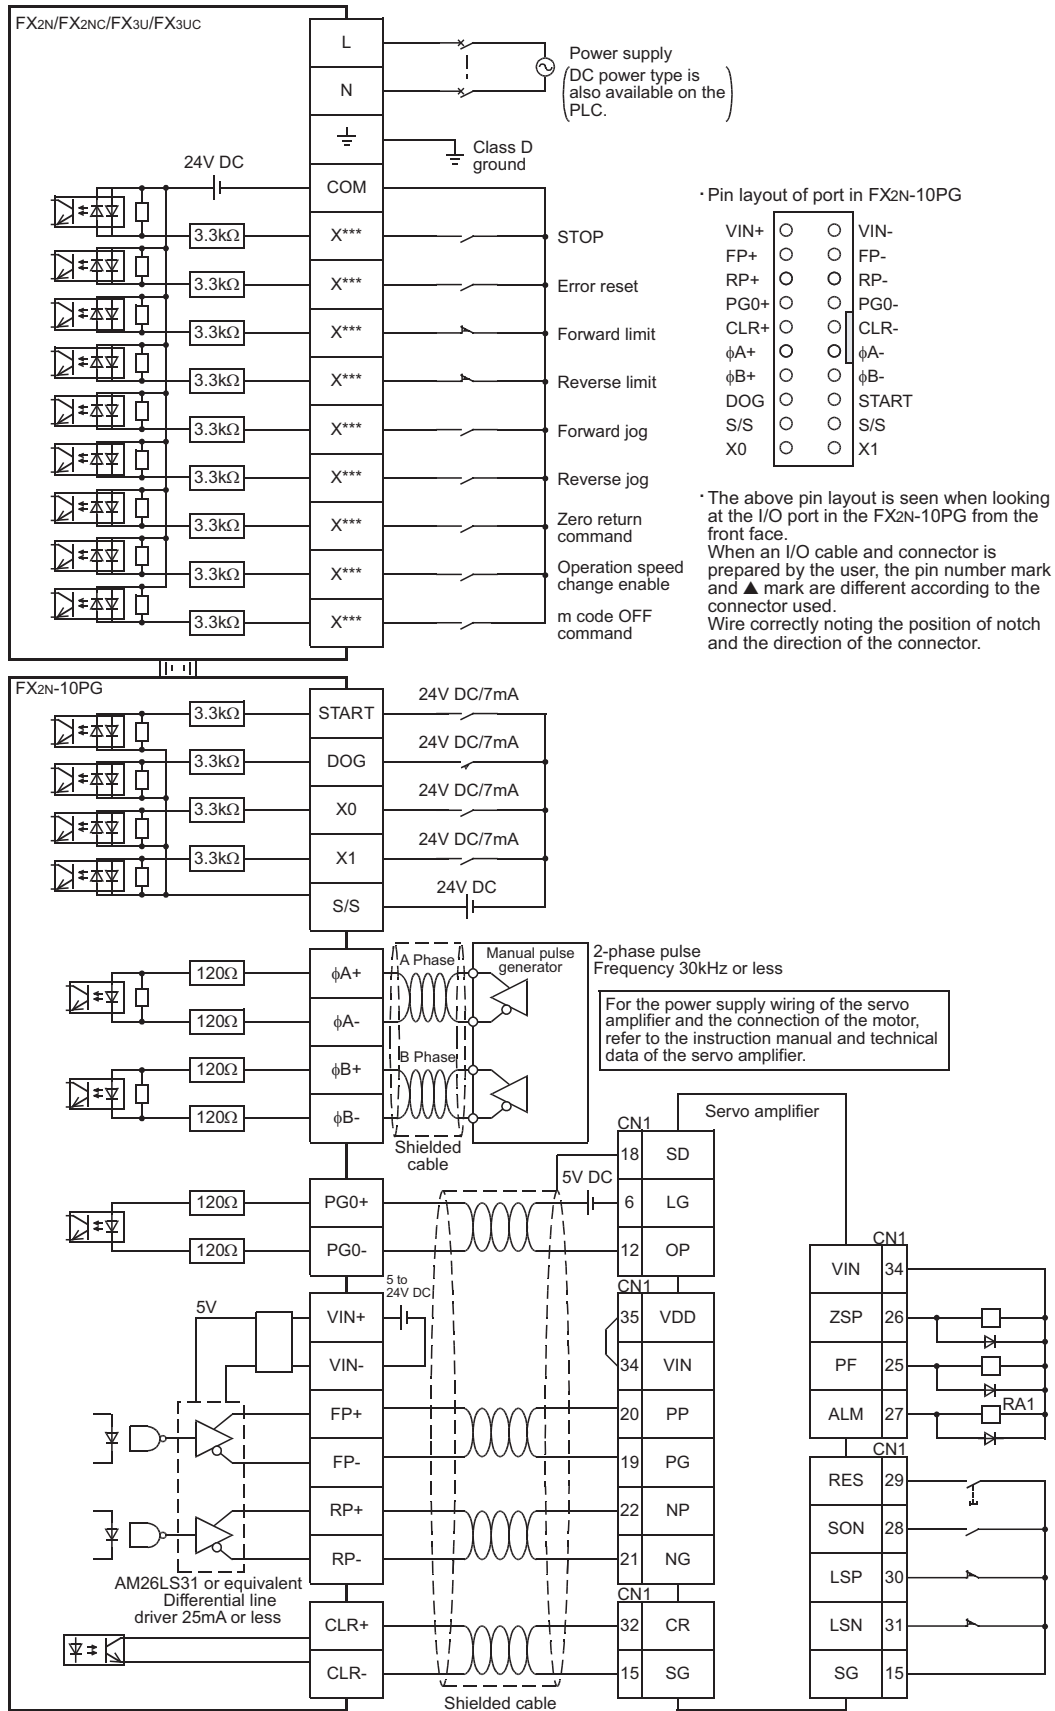 FX2N/FX2NC/FX3U/FX3UC
L
N
Power supply
(DC power type is
also available on the
PLC.)
Class D
ground
24V DC
COM
3.3kΩ X*** STOP
3.3kΩ X*** Error reset
3.3kΩ X*** Forward limit
3.3kΩ X*** Reverse limit
3.3kΩ X*** Forward jog
3.3kΩ X*** Reverse jog
3.3kΩ X*** Zero return
command
3.3kΩ X*** Operation speed
change enable
3.3kΩ X*** m code OFF
command
・Pin layout of port in FX2N-10PG
VIN+ VIN-
FP+ FP-
RP+ RP-
PG0+ PG0-
CLR+ CLR-
ϕA+ ϕA-
ϕB+ ϕB-
DOG START
S/S S/S
X0 X1
・The above pin layout is seen when looking
at the I/O port in the FX2N-10PG from the
front face.
When an I/O cable and connector is
prepared by the user, the pin number mark
and ▲ mark are different according to the
connector used.
Wire correctly noting the position of notch
and the direction of the connector.
FX2N-10PG
3.3kΩ START 24V DC/7mA
3.3kΩ DOG 24V DC/7mA
3.3kΩ X0 24V DC/7mA
3.3kΩ X1 24V DC/7mA
S/S 24V DC
120Ω ϕA+ A Phase
120Ω ϕA-
120Ω ϕB+ B Phase
120Ω ϕB-
Manual pulse
generator
2-phase pulse
Frequency 30kHz or less
Shielded
cable
For the power supply wiring of the servo
amplifier and the connection of the motor,
refer to the instruction manual and technical
data of the servo amplifier.
Servo amplifier
CN1
18 SD
120Ω PG0+ 5V DC 6 LG
120Ω PG0- 12 OP
5 to
24V DC
CN1
5V VIN+ 35 VDD
VIN- 34 VIN
FP+ 20 PP
FP- 19 PG
RP+ 22 NP
RP- 21 NG
AM26LS31 or equivalent
Differential line
driver 25mA or less
CN1
CLR+ 32 CR
CLR- 15 SG
Shielded cable
CN1
VIN 34
ZSP 26
PF 25
ALM 27 RA1
CN1
RES 29
SON 28
LSP 30
LSN 31
SG 15